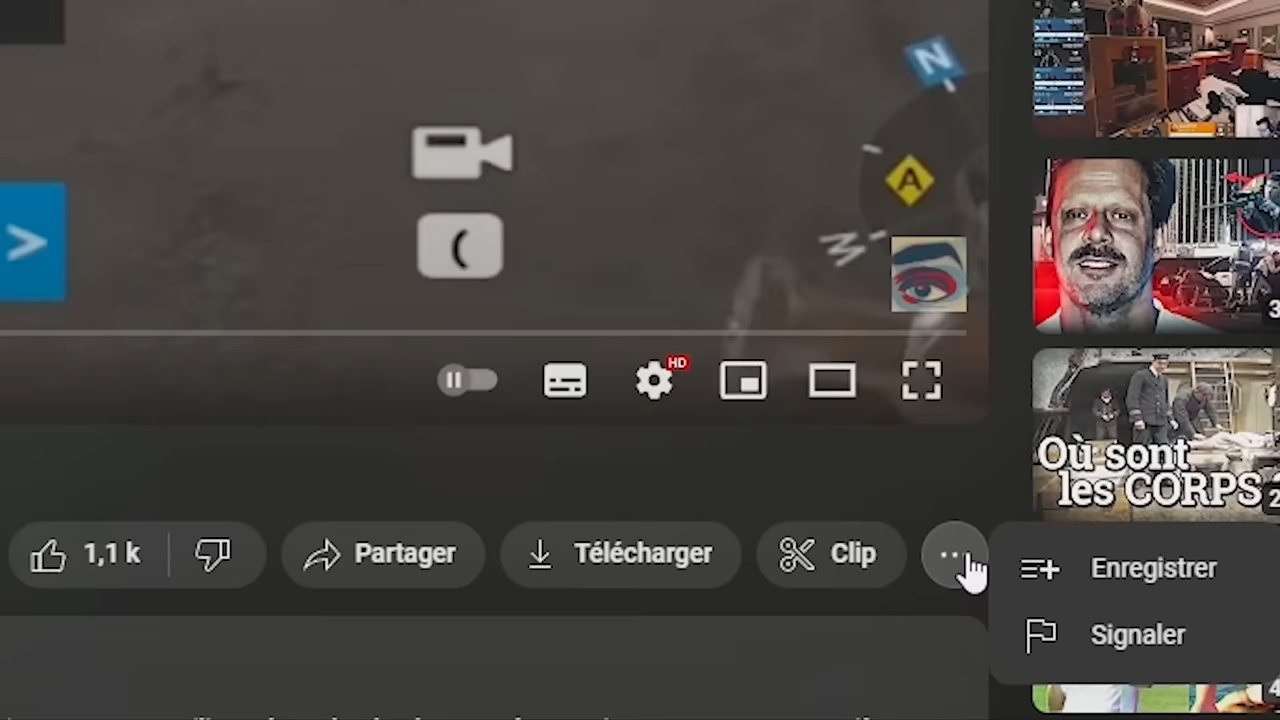 N
A
W
HD
Où sont
les CORPS
1,1 k
Partager
Télécharger
Clip
Enregistrer
Signaler